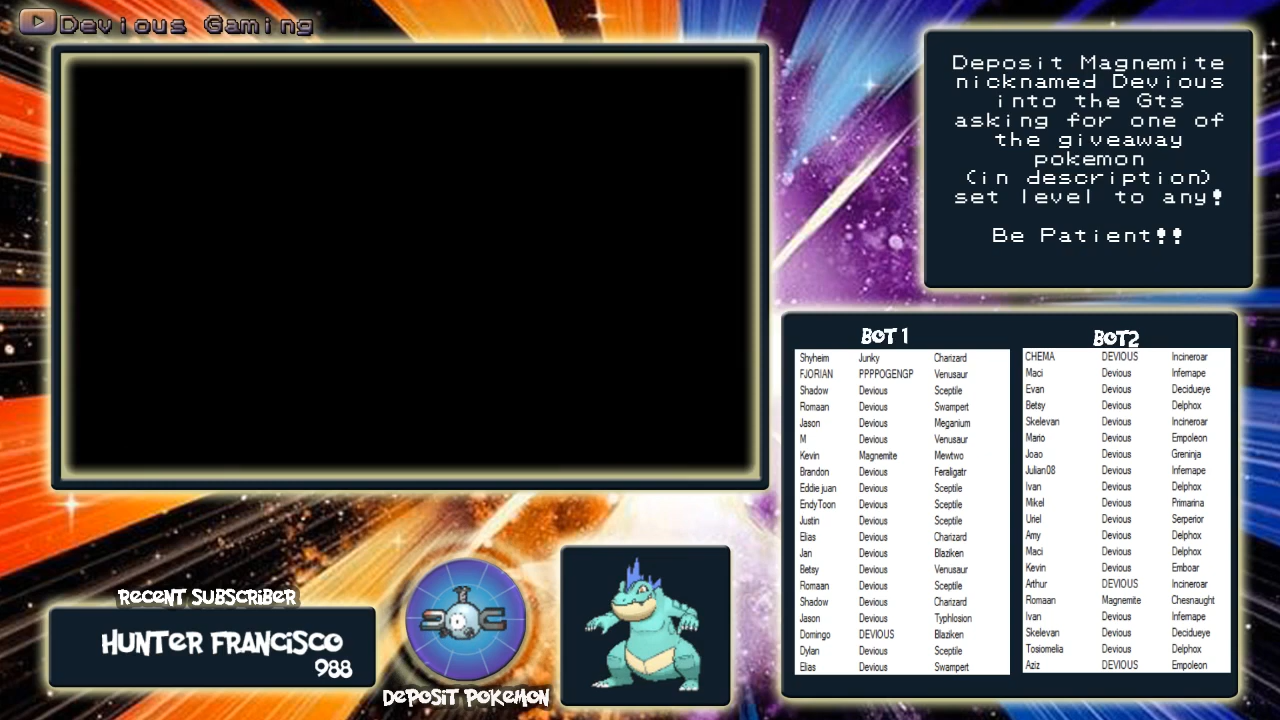 Devious Gaming
Deposit Magnemite
nicknamed Devious
into the Gts
asking for one of
the giveaway
pokemon
(in description)
set level to any!
Be Patient!!
BOT 1
Shyheim Junky Charizard
FJORIAN PPPPOGENGP Venusaur
Shadow Devious Sceptile
Romaan Devious Swampert
Jason Devious Meganium
M Devious Venusaur
Kevin Magnemite Mewtwo
Brandon Devious Feraligatr
Eddie juan Devious Sceptile
EndyToon Devious Sceptile
Justin Devious Sceptile
Elias Devious Charizard
Jan Devious Blaziken
Betsy Devious Venusaur
Romaan Devious Sceptile
Shadow Devious Charizard
Jason Devious Typhlosion
Domingo DEVIOUS Blaziken
Dylan Devious Sceptile
Elias Devious Swampert
BOT2
CHEMA DEVIOUS Incineroar
Maci Devious Infernape
Evan Devious Decidueye
Betsy Devious Delphox
Skelevan Devious Incineroar
Mario Devious Empoleon
Joao Devious Greninja
Julian08 Devious Infernape
Ivan Devious Delphox
Mikel Devious Primarina
Uriel Devious Serperior
Amy Devious Delphox
Maci Devious Delphox
Kevin Devious Emboar
Arthur DEVIOUS Incineroar
Romaan Magnemite Chesnaught
Ivan Devious Infernape
Skelevan Devious Decidueye
Tosiomelia Devious Delphox
Aziz DEVIOUS Empoleon
RECENT SUBSCRIBER
HUNTER FRANCISCO
988
DEPOSIT POKEMON